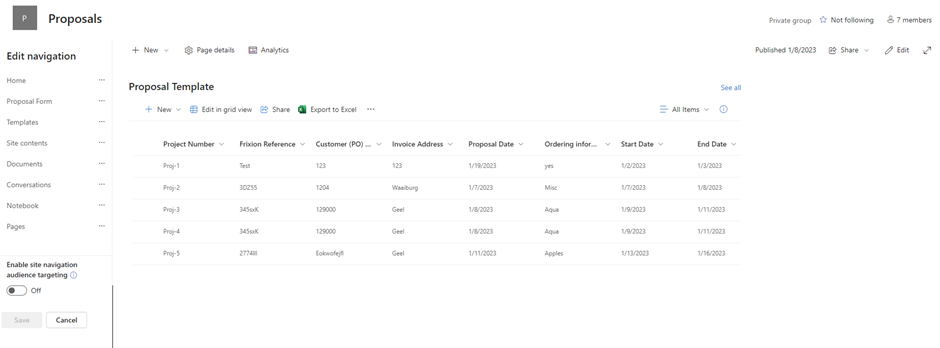 P Proposals
Private group Not following 7 members
Edit navigation
Home ...
Proposal Form ...
Templates ...
Site contents ...
Documents ...
Conversations ...
Notebook ...
Pages ...
Enable site navigation
audience targeting
Off
Save Cancel
New Page details Analytics Published 1/8/2023 Share Edit
Proposal Template See all
New Edit in grid view Share Export to Excel ... All Items
Project Number Frixion Reference Customer (PO) ... Invoice Address Proposal Date Ordering infor... Start Date End Date
Proj-1 Test 123 123 1/19/2023 yes 1/2/2023 1/3/2023
Proj-2 3DZ55 1204 Waaiburg 1/7/2023 Misc 1/7/2023 1/8/2023
Proj-3 345sxK 129000 Geel 1/8/2023 Aqua 1/9/2023 1/11/2023
Proj-4 345sxK 129000 Geel 1/8/2023 Aqua 1/9/2023 1/11/2023
Proj-5 Geel 1/11/2023 Apples 1/13/2023 1/16/2023